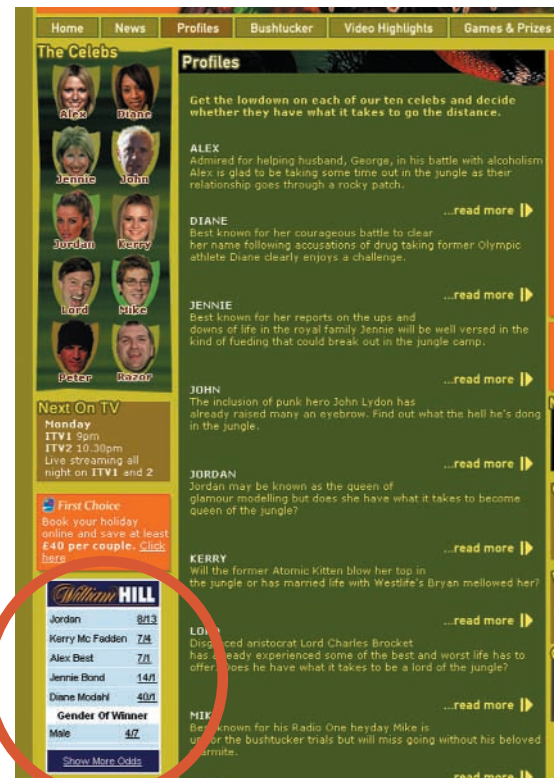 Home News Profiles Bushtucker Video Highlights Games & Prizes
The Celebs
Alex Diane
Jennie John
Jordan Kerry
Lord Mike
Peter Razor
Next On TV
Monday
ITV1 9pm
ITV2 10.30pm
Live streaming all
night on ITV1 and 2
First Choice
Book your holiday
online and save at least
£40 per couple. Click
here
William HILL
Jordan 8/13
Kerry Mc Fadden 7/4
Alex Best 7/1
Jennie Bond 14/1
Diane Modahl 40/1
Gender Of Winner
Male 4/7
Show More Odds
Profiles
Get the lowdown on each of our ten celebs and decide
whether they have what it takes to go the distance.
ALEX
Admired for helping husband, George, in his battle with alcoholism
Alex is glad to be taking some time out in the jungle as their
relationship goes through a rocky patch.
...read more
DIANE
Best known for her courageous battle to clear
her name following accusations of drug taking former Olympic
athlete Diane clearly enjoys a challenge.
...read more
JENNIE
Best known for her reports on the ups and
downs of life in the royal family Jennie will be well versed in the
kind of fueding that could break out in the jungle camp.
...read more
JOHN
The inclusion of punk hero John Lydon has
already raised many an eyebrow. Find out what the hell he's dong
in the jungle.
...read more
JORDAN
Jordan may be known as the queen of
glamour modelling but does she have what it takes to become
queen of the jungle?
...read more
KERRY
Will the former Atomic Kitten blow her top in
the jungle or has married life with Westlife's Bryan mellowed her?
...read more
LORD
Disgraced aristocrat Lord Charles Brocket
has already experienced some of the best and worst life has to
offer. Does he have what it takes to be a lord of the jungle?
...read more
MIKE
Best known for his Radio One heyday Mike is
up for the bushtucker trials but will miss going without his beloved
marmite.
...read more